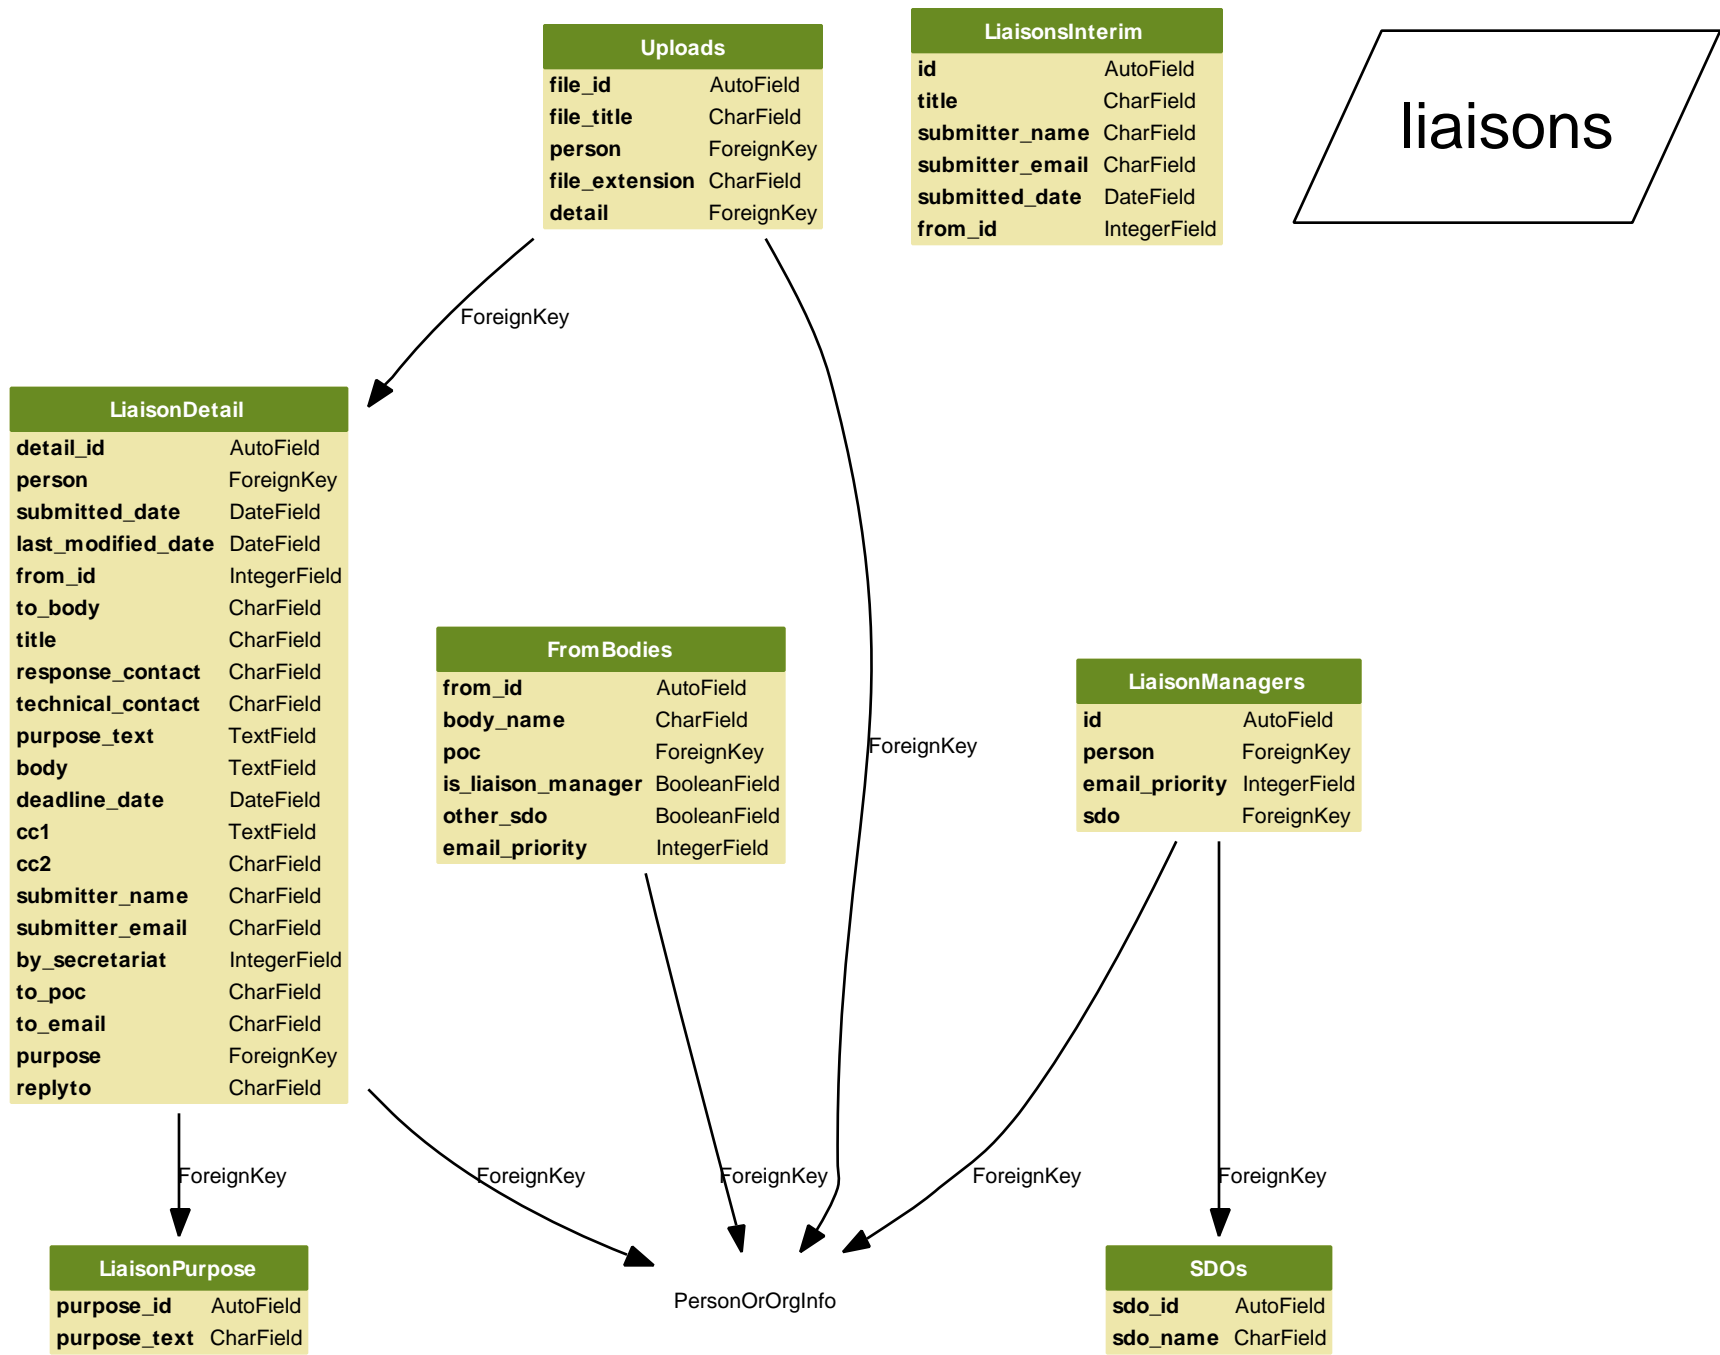 Uploads
file_id AutoField
file_title CharField
person ForeignKey
file_extension CharField
detail ForeignKey
LiaisonsInterim
id AutoField
title CharField
submitter_name CharField
submitter_email CharField
submitted_date DateField
from_id IntegerField
liaisons
ForeignKey
LiaisonDetail
detail_id AutoField
person ForeignKey
submitted_date DateField
last_modified_date DateField
from_id IntegerField
to_body CharField
title CharField
response_contact CharField
technical_contact CharField
purpose_text TextField
body TextField
deadline_date DateField
cc1 TextField
cc2 CharField
submitter_name CharField
submitter_email CharField
by_secretariat IntegerField
to_poc CharField
to_email CharField
purpose ForeignKey
replyto CharField
FromBodies
from_id AutoField
body_name CharField
poc ForeignKey
is_liaison_manager BooleanField
other_sdo BooleanField
email_priority IntegerField
ForeignKey
LiaisonManagers
id AutoField
person ForeignKey
email_priority IntegerField
sdo ForeignKey
ForeignKey
ForeignKey
ForeignKey
ForeignKey
ForeignKey
LiaisonPurpose
purpose_id AutoField
purpose_text CharField
PersonOrOrgInfo
SDOs
sdo_id AutoField
sdo_name CharField